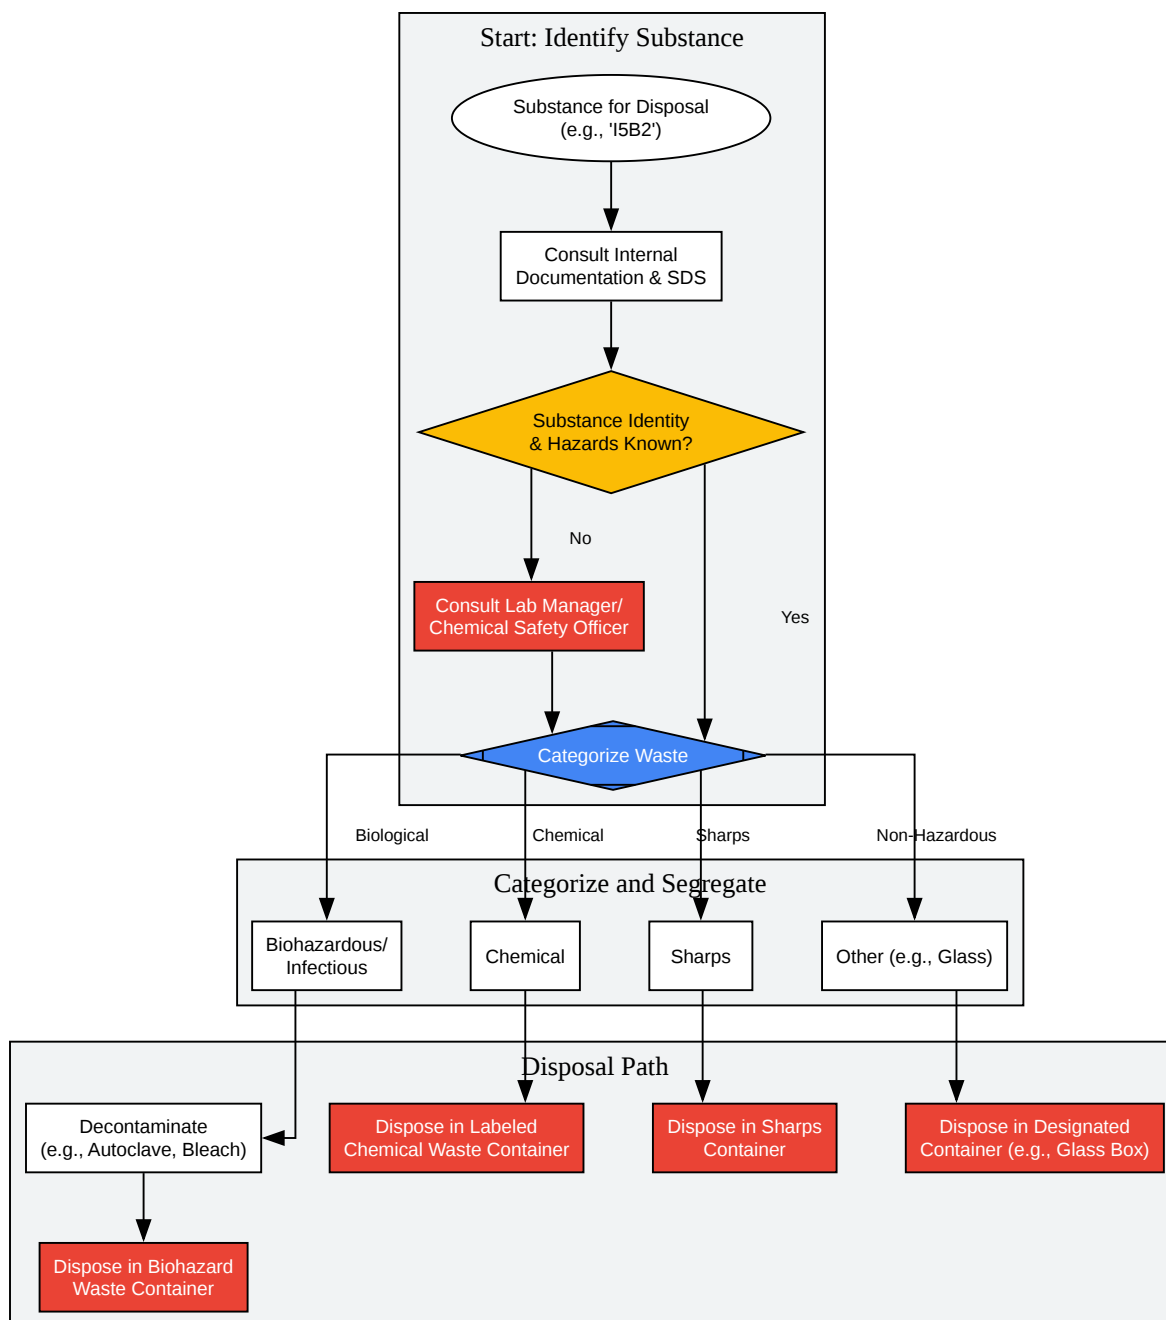 Start: Identify Substance
Substance for Disposal
(e.g., 'I5B2')
Consult Internal
Documentation & SDS
Substance Identity
& Hazards Known?
No
Consult Lab Manager/
Chemical Safety Officer
Yes
Categorize Waste
Biological
Chemical
Sharps
Non-Hazardous
Categorize and Segregate
Biohazardous/
Infectious
Chemical
Sharps
Other (e.g., Glass)
Disposal Path
Decontaminate
(e.g., Autoclave, Bleach)
Dispose in Labeled
Chemical Waste Container
Dispose in Sharps
Container
Dispose in Designated
Container (e.g., Glass Box)
Dispose in Biohazard
Waste Container